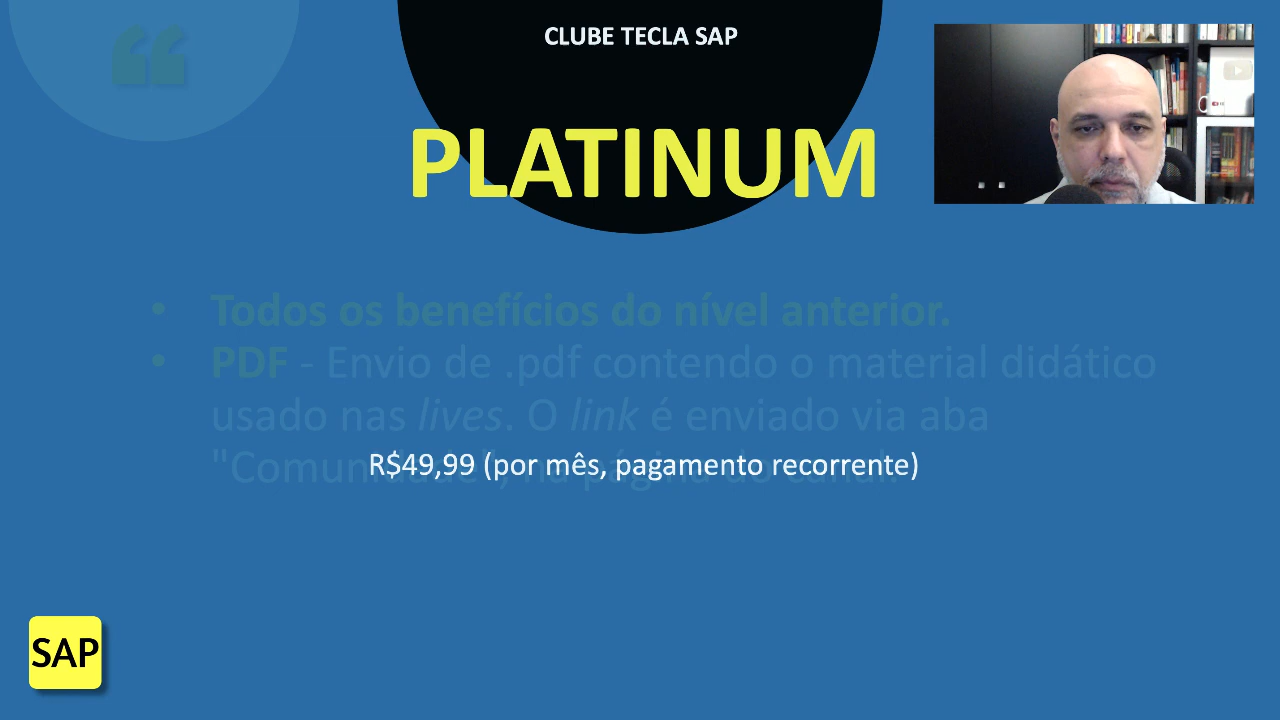 CLUBE TECLA SAP
PLATINUM
• Todos os benefícios do nível anterior.
• PDF - Envio de .pdf contendo o material didático
usado nas lives. O link é enviado via aba
R$49,99 (por mês, pagamento recorrente)
SAP